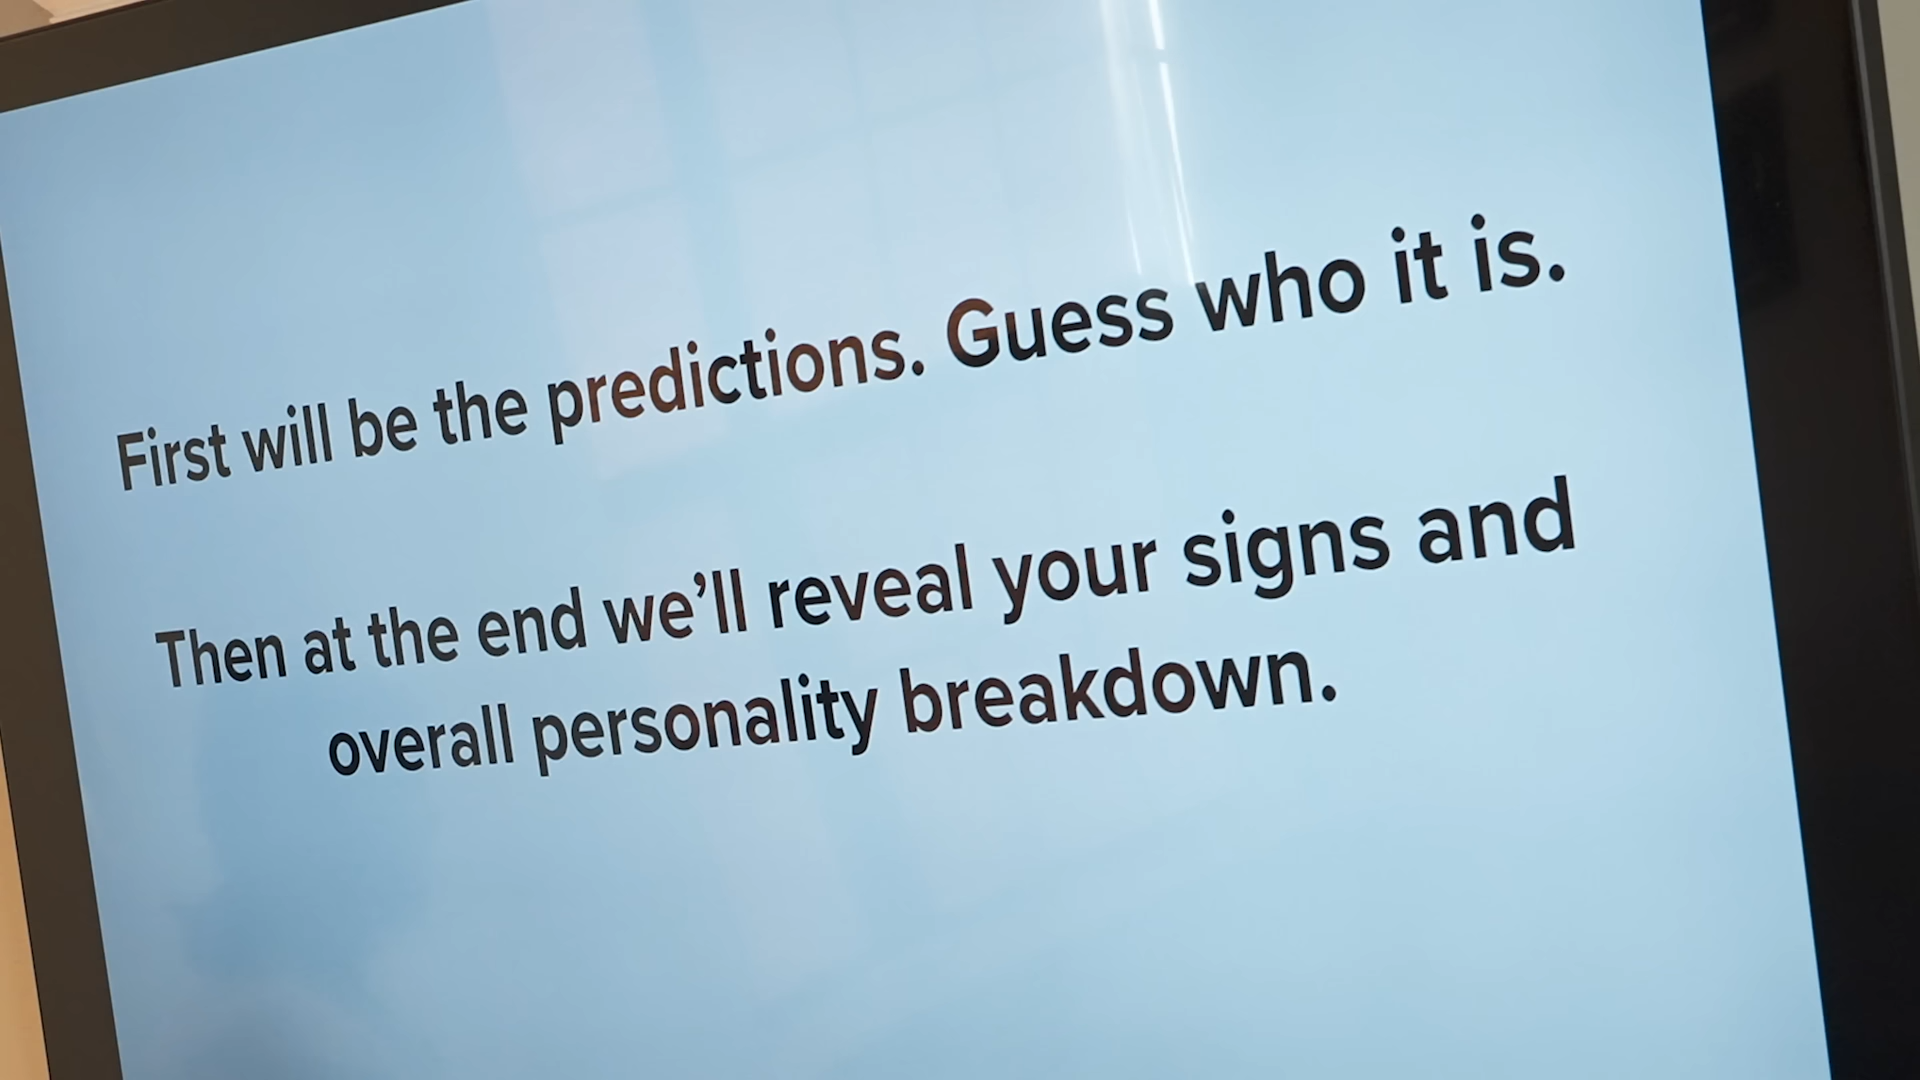 First will be the predictions. Guess who it is.
Then at the end we’ll reveal your signs and
overall personality breakdown.